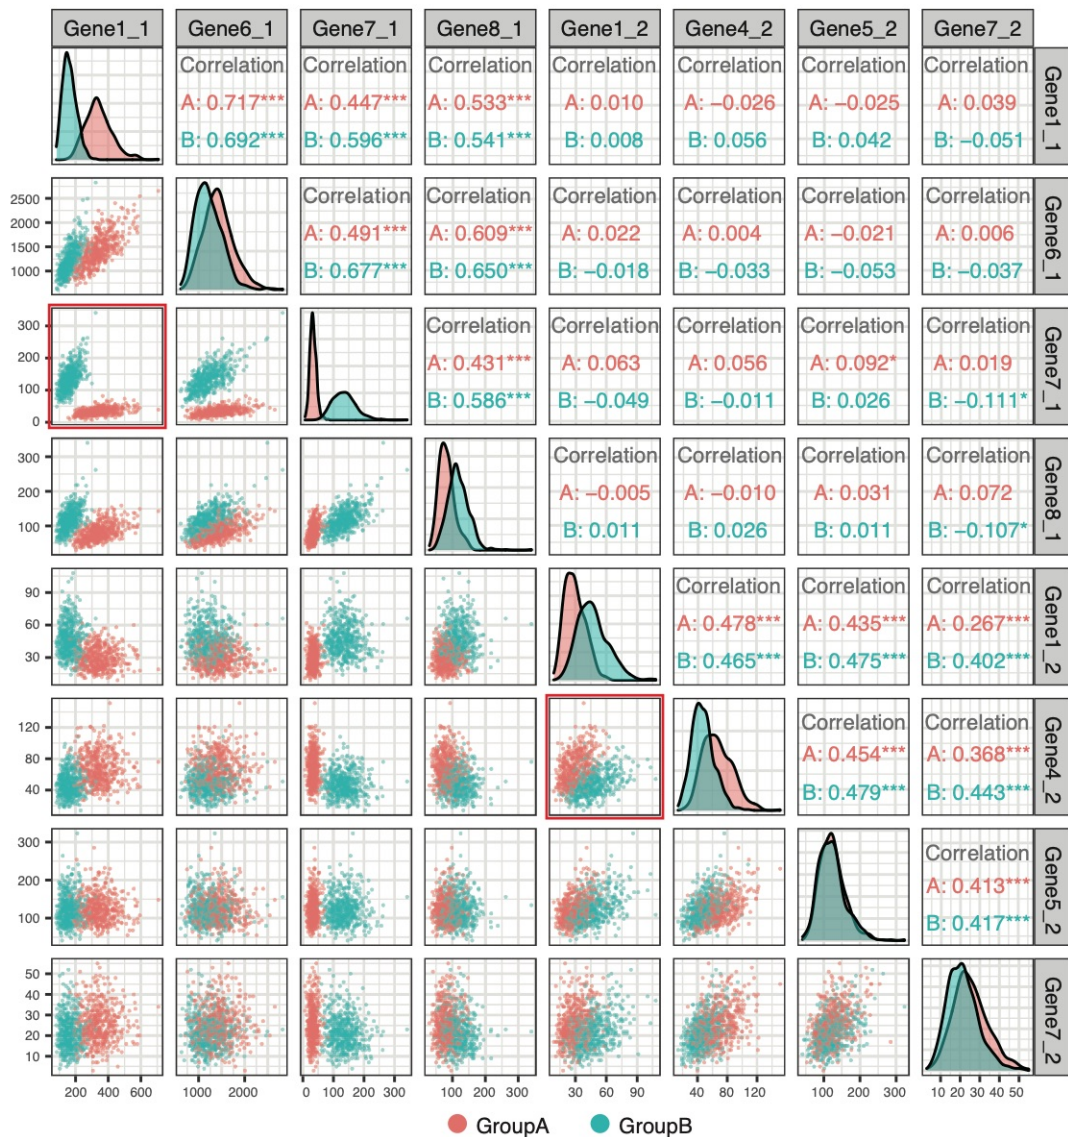 Gene1_1 Gene6_1 Gene7_1 Gene8_1 Gene1_2 Gene4_2 Gene5_2 Gene7_2
Correlation Correlation Correlation Correlation Correlation Correlation Correlation
A: 0.717*** A: 0.447*** A: 0.533*** A: 0.010 A: −0.026 A: −0.025 A: 0.039
B: 0.692*** B: 0.596*** B: 0.541*** B: 0.008 B: 0.056 B: 0.042 B: −0.051
Gene1_1
2500
2000
1500
1000
Correlation Correlation Correlation Correlation Correlation Correlation
A: 0.491*** A: 0.609*** A: 0.022 A: 0.004 A: −0.021 A: 0.006
B: 0.677*** B: 0.650*** B: −0.018 B: −0.033 B: −0.053 B: −0.037
Gene6_1
300
200
100
0
Correlation Correlation Correlation Correlation Correlation
A: 0.431*** A: 0.063 A: 0.056 A: 0.092* A: 0.019
B: 0.586*** B: −0.049 B: −0.011 B: 0.026 B: −0.111*
Gene7_1
300
200
100
Correlation Correlation Correlation Correlation
A: −0.005 A: −0.010 A: 0.031 A: 0.072
B: 0.011 B: 0.026 B: 0.011 B: −0.107*
Gene8_1
90
60
30
Correlation Correlation Correlation
A: 0.478*** A: 0.435*** A: 0.267***
B: 0.465*** B: 0.475*** B: 0.402***
Gene1_2
120
80
40
Correlation Correlation
A: 0.454*** A: 0.368***
B: 0.479*** B: 0.443***
Gene4_2
300
200
100
Correlation
A: 0.413***
B: 0.417***
Gene5_2
50
40
30
20
10
Gene7_2
200 400 600 1000 2000 0 100 200 300 100 200 300 30 60 90 40 80 120 100 200 300 10 20 30 40 50
GroupA GroupB